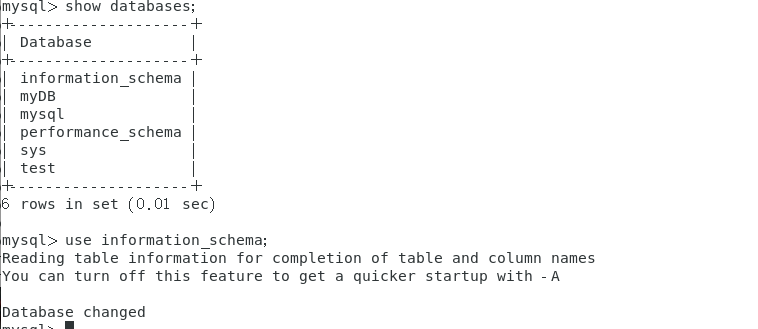 mysql> show databases;
+--------------------+
| Database           |
+--------------------+
| information_schema |
| myDB               |
| mysql              |
| performance_schema |
| sys                |
| test               |
+--------------------+
6 rows in set (0.01 sec)
mysql> use information_schema;
Reading table information for completion of table and column names
You can turn off this feature to get a quicker startup with -A
Database changed
mysql>